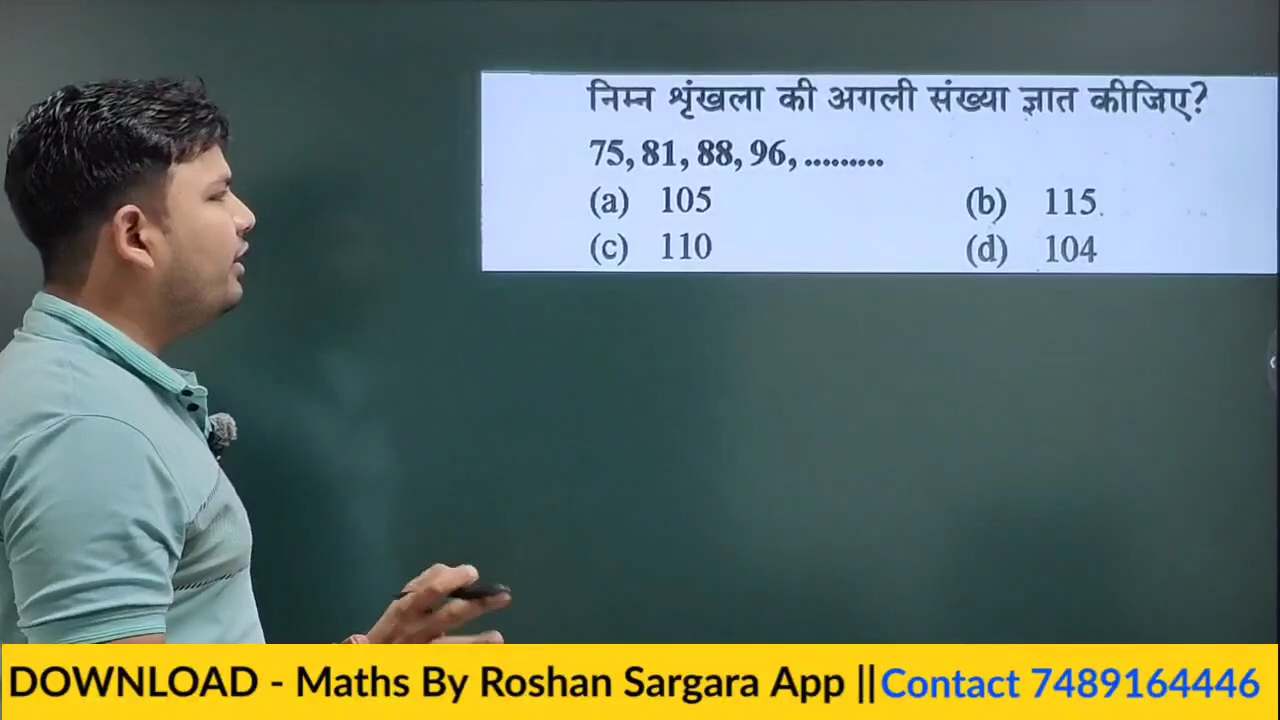 निम्न शृंखला की अगली संख्या ज्ञात कीजिए?
75, 81, 88, 96, .........
(a) 105 (b) 115
(c) 110 (d) 104
DOWNLOAD - Maths By Roshan Sargara App || Contact 7489164446